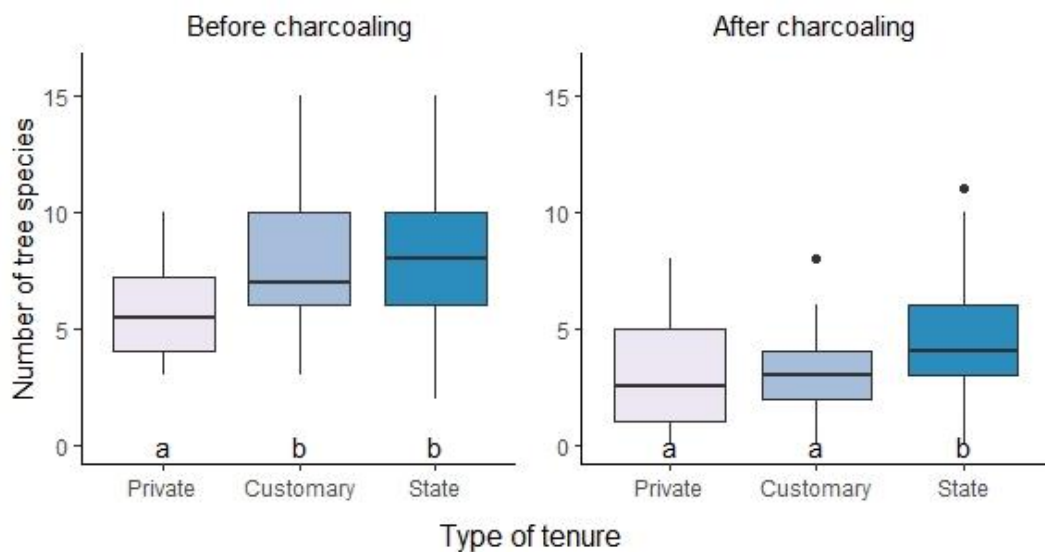 Before charcoaling
After charcoaling
Number of tree species
15
10
5
0
a b b
Private Customary State
15
10
5
0
a a b
Private Customary State
Type of tenure